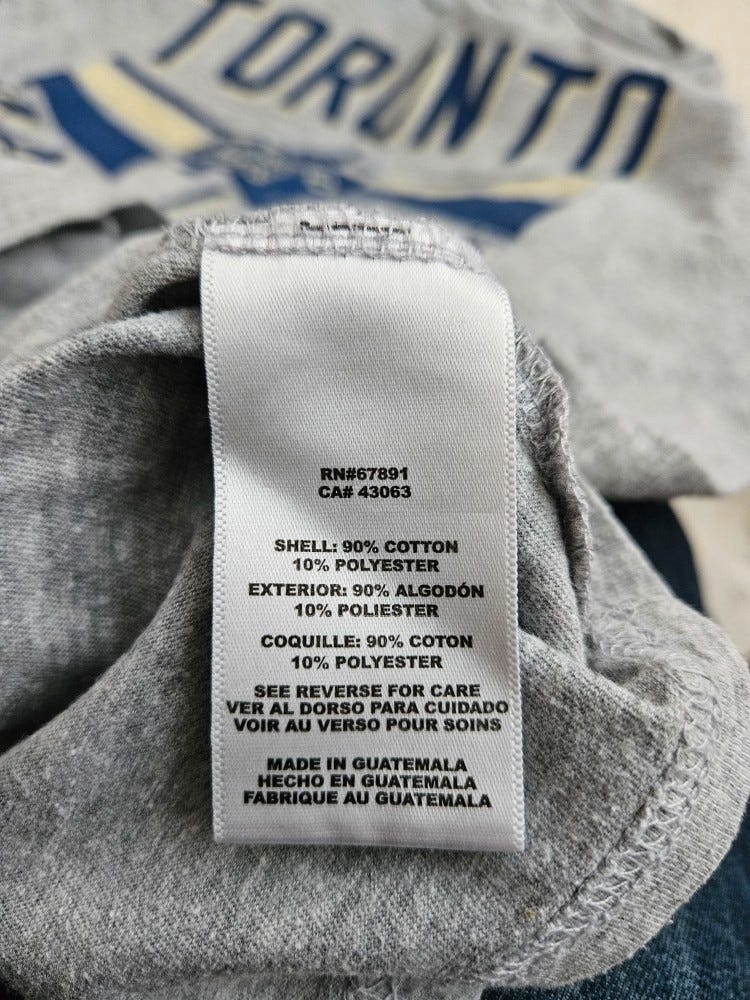 TORONTO
RN#67891
CA# 43063
SHELL: 90% COTTON
10% POLYESTER
EXTERIOR: 90% ALGODÓN
10% POLIESTER
COQUILLE: 90% COTON
10% POLYESTER
SEE REVERSE FOR CARE
VER AL DORSO PARA CUIDADO
VOIR AU VERSO POUR SOINS
MADE IN GUATEMALA
HECHO EN GUATEMALA
FABRIQUE AU GUATEMALA